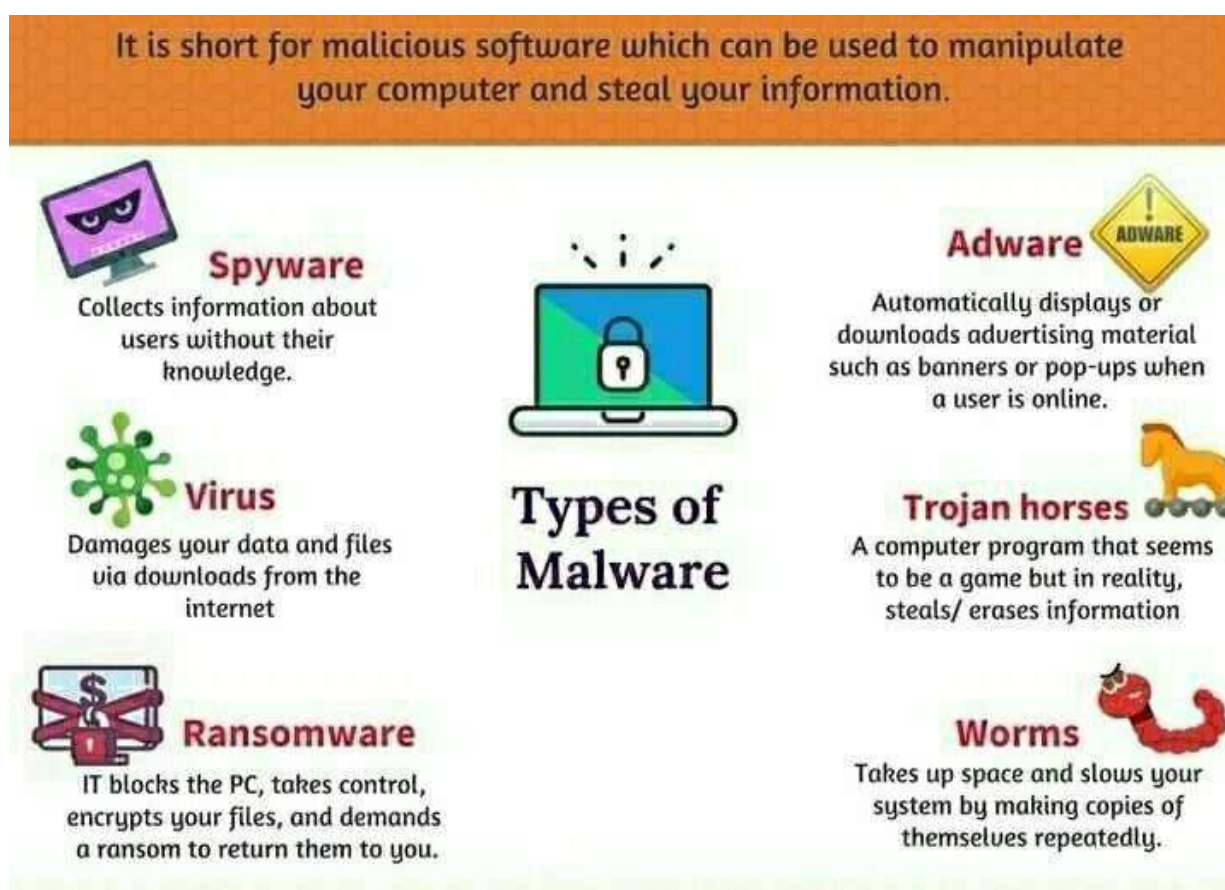 It is short for malicious software which can be used to manipulate
your computer and steal your information.
Spyware
Collects information about
users without their
knowledge.
Virus
Damages your data and files
via downloads from the
internet
Ransomware
IT blocks the PC, takes control,
encrypts your files, and demands
a ransom to return them to you.
Types of
Malware
Adware
ADWARE
Automatically displays or
downloads advertising material
such as banners or pop-ups when
a user is online.
Trojan horses
A computer program that seems
to be a game but in reality,
steals/ erases information
Worms
Takes up space and slows your
system by making copies of
themselves repeatedly.